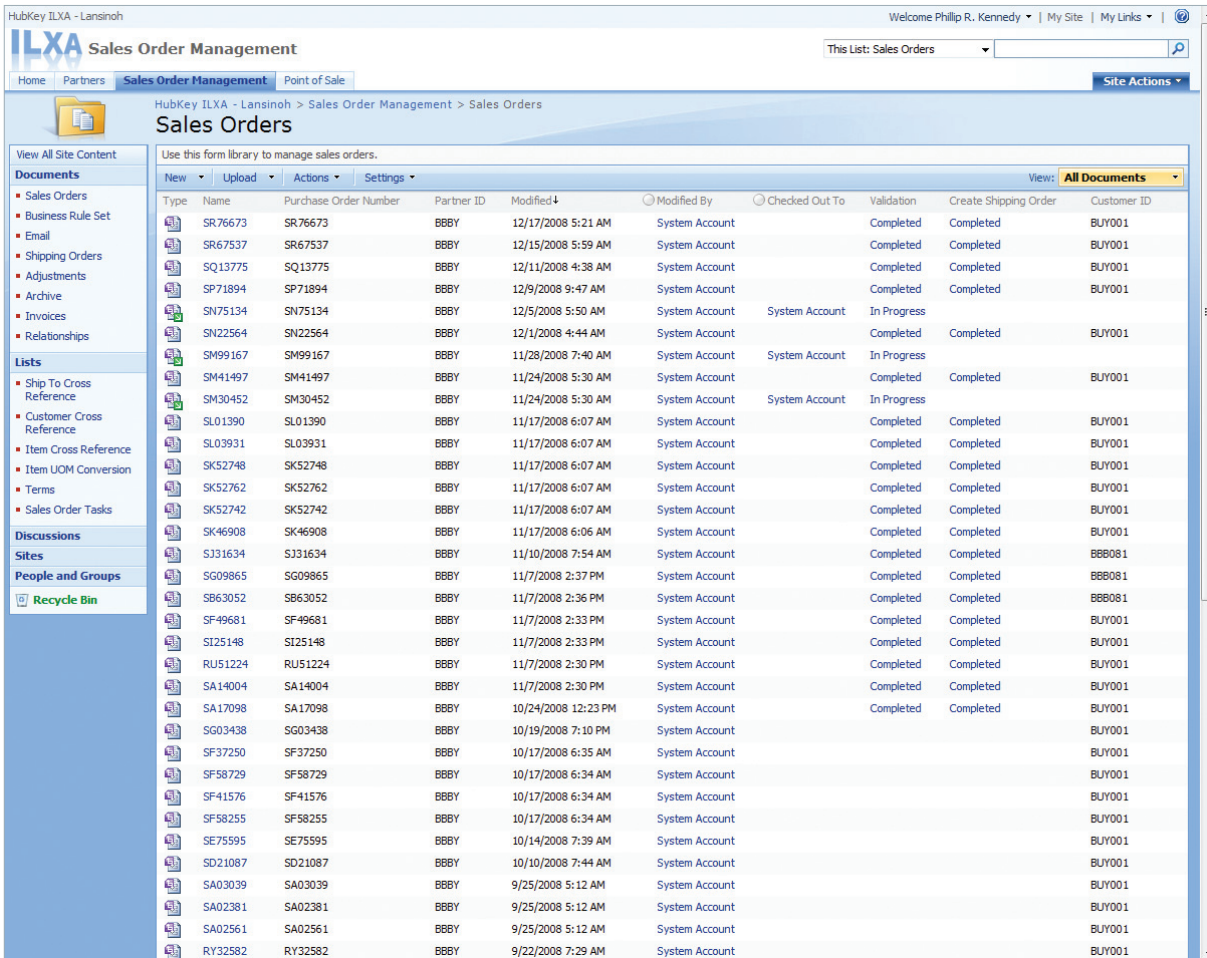 HubKey ILXA - Lansinoh Welcome Phillip R. Kennedy | My Site | My Links |
ILXA Sales Order Management This List: Sales Orders
Home Partners Sales Order Management Point of Sale Site Actions
HubKey ILXA - Lansinoh > Sales Order Management > Sales Orders
Sales Orders
View All Site Content
Documents
Sales Orders
Business Rule Set
Email
Shipping Orders
Adjustments
Archive
Invoices
Relationships
Lists
Ship To Cross
Reference
Customer Cross
Reference
Item Cross Reference
Item UOM Conversion
Terms
Sales Order Tasks
Discussions
Sites
People and Groups
Recycle Bin
Use this form library to manage sales orders.
New Upload Actions Settings View: All Documents
Type Name Purchase Order Number Partner ID Modified Modified By Checked Out To Validation Create Shipping Order Customer ID
SR76673 SR76673 BBBY 12/17/2008 5:21 AM System Account Completed Completed BUY001
SR67537 SR67537 BBBY 12/15/2008 5:59 AM System Account Completed Completed BUY001
SQ13775 SQ13775 BBBY 12/11/2008 4:38 AM System Account Completed Completed BUY001
SP71894 SP71894 BBBY 12/9/2008 9:47 AM System Account Completed Completed BUY001
SN75134 SN75134 BBBY 12/5/2008 5:50 AM System Account System Account In Progress
SN22564 SN22564 BBBY 12/1/2008 4:44 AM System Account Completed Completed BUY001
SM99167 SM99167 BBBY 11/28/2008 7:40 AM System Account System Account In Progress
SM41497 SM41497 BBBY 11/24/2008 5:30 AM System Account Completed Completed BUY001
SM30452 SM30452 BBBY 11/24/2008 5:30 AM System Account System Account In Progress
SL01390 SL01390 BBBY 11/17/2008 6:07 AM System Account Completed Completed BUY001
SL03931 SL03931 BBBY 11/17/2008 6:07 AM System Account Completed Completed BUY001
SK52748 SK52748 BBBY 11/17/2008 6:07 AM System Account Completed Completed BUY001
SK52762 SK52762 BBBY 11/17/2008 6:07 AM System Account Completed Completed BUY001
SK52742 SK52742 BBBY 11/17/2008 6:07 AM System Account Completed Completed BUY001
SK46908 SK46908 BBBY 11/17/2008 6:06 AM System Account Completed Completed BUY001
SJ31634 SJ31634 BBBY 11/10/2008 7:54 AM System Account Completed Completed BBB081
SG09865 SG09865 BBBY 11/7/2008 2:37 PM System Account Completed Completed BBB081
SB63052 SB63052 BBBY 11/7/2008 2:36 PM System Account Completed Completed BBB081
SF49681 SF49681 BBBY 11/7/2008 2:33 PM System Account Completed Completed BUY001
SI25148 SI25148 BBBY 11/7/2008 2:33 PM System Account Completed Completed BUY001
RU51224 RU51224 BBBY 11/7/2008 2:30 PM System Account Completed Completed BUY001
SA14004 SA14004 BBBY 11/7/2008 2:30 PM System Account Completed Completed BUY001
SA17098 SA17098 BBBY 10/24/2008 12:23 PM System Account Completed Completed BUY001
SG03438 SG03438 BBBY 10/19/2008 7:10 PM System Account BUY001
SF37250 SF37250 BBBY 10/17/2008 6:35 AM System Account BUY001
SF58729 SF58729 BBBY 10/17/2008 6:34 AM System Account BUY001
SF41576 SF41576 BBBY 10/17/2008 6:34 AM System Account BUY001
SF58255 SF58255 BBBY 10/17/2008 6:34 AM System Account BUY001
SE75595 SE75595 BBBY 10/14/2008 7:39 AM System Account BUY001
SD21087 SD21087 BBBY 10/10/2008 7:44 AM System Account BUY001
SA03039 SA03039 BBBY 9/25/2008 5:12 AM System Account BUY001
SA02381 SA02381 BBBY 9/25/2008 5:12 AM System Account BUY001
SA02561 SA02561 BBBY 9/25/2008 5:12 AM System Account BUY001
RY32582 RY32582 BBBY 9/22/2008 7:29 AM System Account BUY001